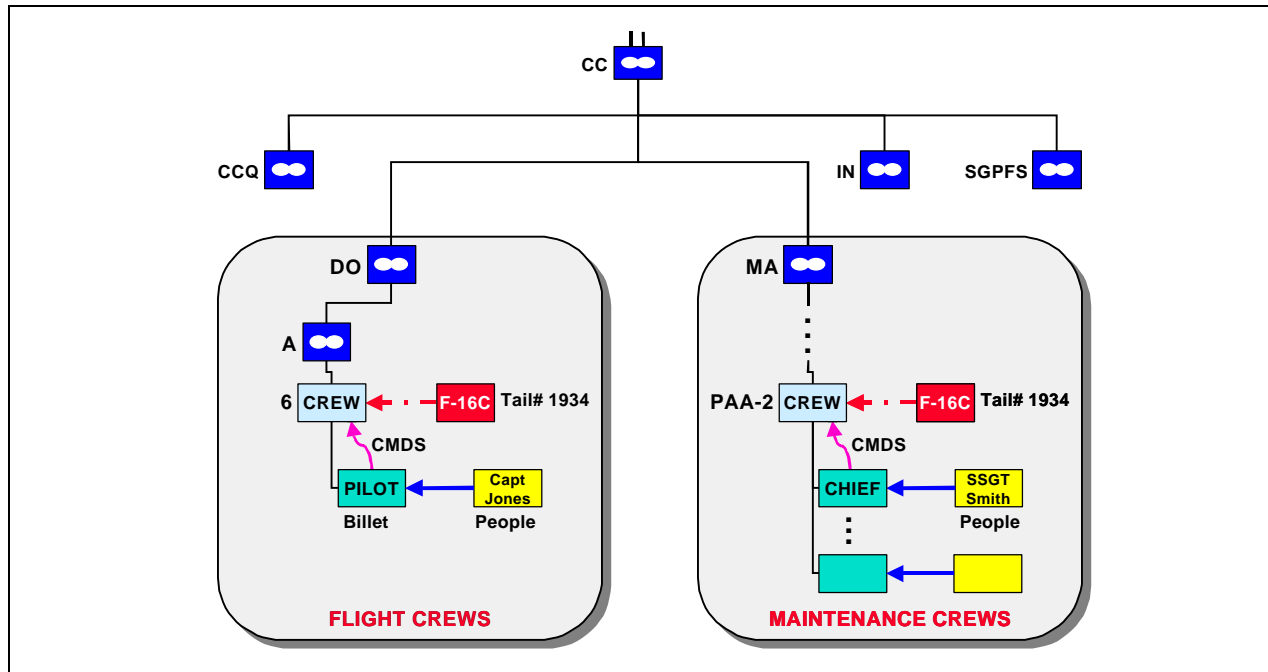 CC
CCQ
IN
SGPFS
DO
MA
A
6
CREW
F-16C
Tail# 1934
CMDS
PILOT
Capt
Jones
Billet
People
FLIGHT CREWS
PAA-2
CREW
F-16C
Tail# 1934
CMDS
CHIEF
SSGT
Smith
People
MAINTENANCE CREWS